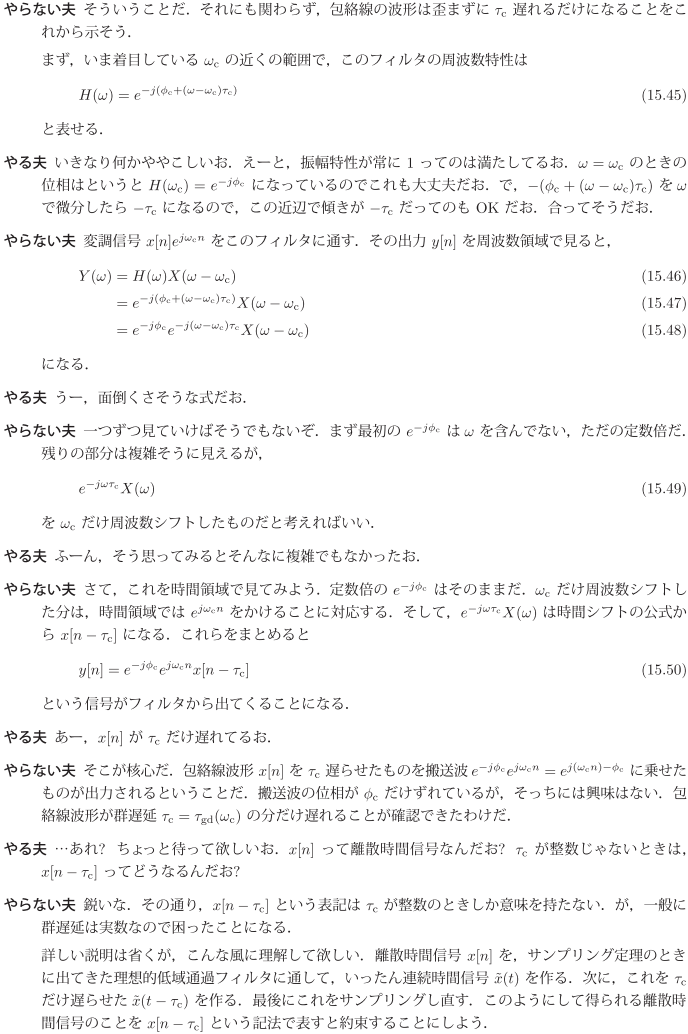 やらない夫 そういうことだ．それにも関わらず，包絡線の波形は歪まずに τc 遅れるだけになることをこ
れから示そう．
まず，いま着目している ωc の近くの範囲で，このフィルタの周波数特性は
H(ω) = e^{-j(ϕc+(ω−ωc)τc)} (15.45)
と表せる．
やる夫 いきなり何かややこしいお．えーと，振幅特性が常に 1 ってのは満たしてるお．ω = ωc のときの
位相はというと H(ωc) = e^{-jϕc} になっているのでこれも大丈夫だお．で，−(ϕc + (ω − ωc)τc) を ω
で微分したら −τc になるので，この近辺で傾きが −τc だってのも OK だお．合ってそうだお．
やらない夫 変調信号 x[n]e^{jωcn} をこのフィルタに通す．その出力 y[n] を周波数領域で見ると，
Y(ω) = H(ω)X(ω − ωc) (15.46)
= e^{-j(ϕc+(ω−ωc)τc)}X(ω − ωc) (15.47)
= e^{-jϕc}e^{-j(ω−ωc)τc}X(ω − ωc) (15.48)
になる．
やる夫 うー，面倒くさそうな式だお．
やらない夫 一つずつ見ていけばそうでもないぞ．まず最初の e^{-jϕc} は ω を含んでない，ただの定数倍だ．
残りの部分は複雑そうに見えるが，
e^{-jωτc}X(ω) (15.49)
を ωc だけ周波数シフトしたものだと考えればいい．
やる夫 ふーん，そう思ってみるとそんなに複雑でもなかったお．
やらない夫 さて，これを時間領域で見てみよう．定数倍の e^{-jϕc} はそのままだ．ωc だけ周波数シフトし
た分は，時間領域では e^{jωcn} をかけることに対応する．そして，e^{-jωτc}X(ω) は時間シフトの公式か
ら x[n − τc] になる．これらをまとめると
y[n] = e^{-jϕc}e^{jωcn}x[n − τc] (15.50)
という信号がフィルタから出てくることになる．
やる夫 あー，x[n] が τc だけ遅れてるお．
やらない夫 そこが核心だ．包絡線波形 x[n] を τc 遅らせたものを搬送波 e^{-jϕc}e^{jωcn} = e^{j(ωcn)−ϕc} に乗せた
ものが出力されるということだ．搬送波の位相が ϕc だけずれているが，そっちには興味はない．包
絡線波形が群遅延 τc = τgd(ωc) の分だけ遅れることが確認できたわけだ．
やる夫 …あれ？ ちょっと待って欲しいお．x[n] って離散時間信号なんだお？ τc が整数じゃないときは，
x[n − τc] ってどうなるんだお？
やらない夫 鋭いな．その通り，x[n − τc] という表記は τc が整数のときしか意味を持たない．が，一般に
群遅延は実数なので困ったことになる．
詳しい説明は省くが，こんな風に理解して欲しい．離散時間信号 x[n] を，サンプリング定理のとき
に出てきた理想的低域通過フィルタに通して，いったん連続時間信号 x̃(t) を作る．次に，これを τc
だけ遅らせた x̃(t − τc) を作る．最後にこれをサンプリングし直す．このようにして得られる離散時
間信号のことを x[n − τc] という記法で表すと約束することにしよう．